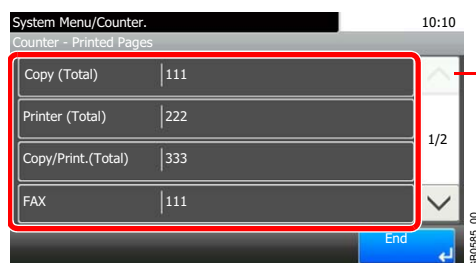 System Menu/Counter. 10:10
Counter - Printed Pages
Copy (Total) 111
Printer (Total) 222
1/2
Copy/Print.(Total) 333
FAX 111
End